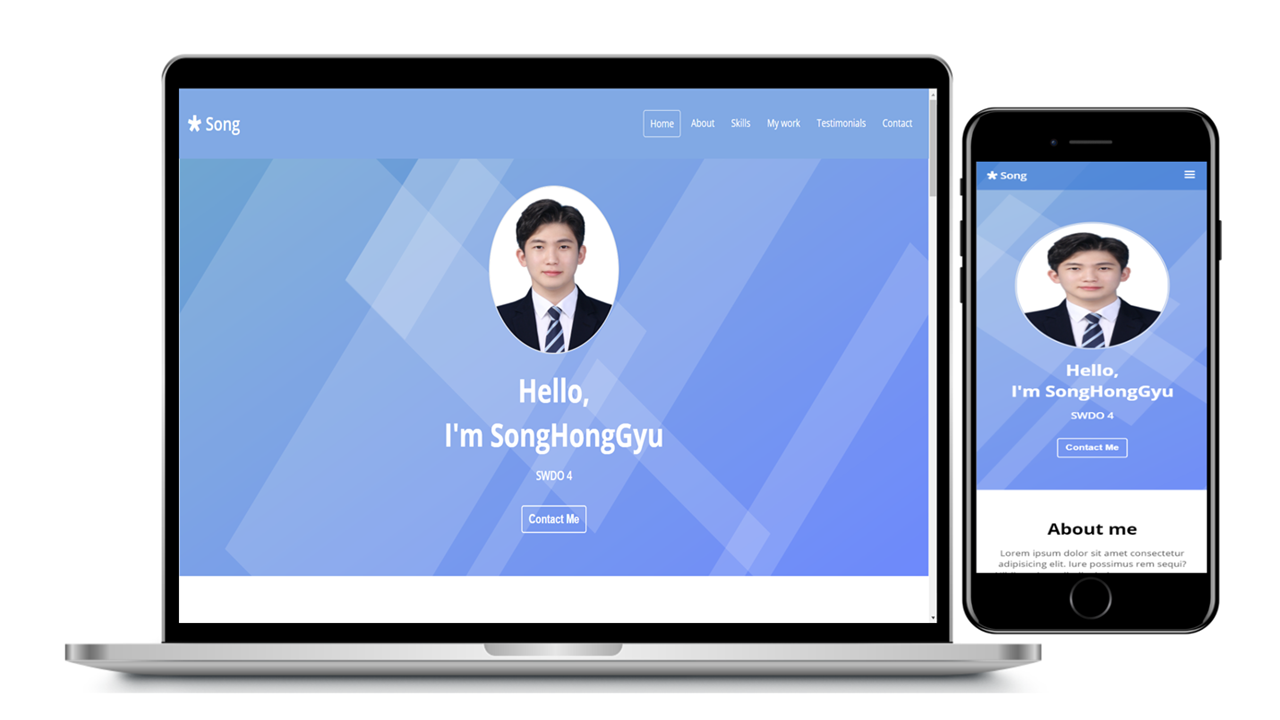 Song
Home About Skills My work Testimonials Contact
Hello,
I'm SongHongGyu
SWDO 4
Contact Me
Song
Hello,
I'm SongHongGyu
SWDO 4
Contact Me
About me
Lorem ipsum dolor sit amet consectetur
adipisicing elit. Iure possimus rem sequi?